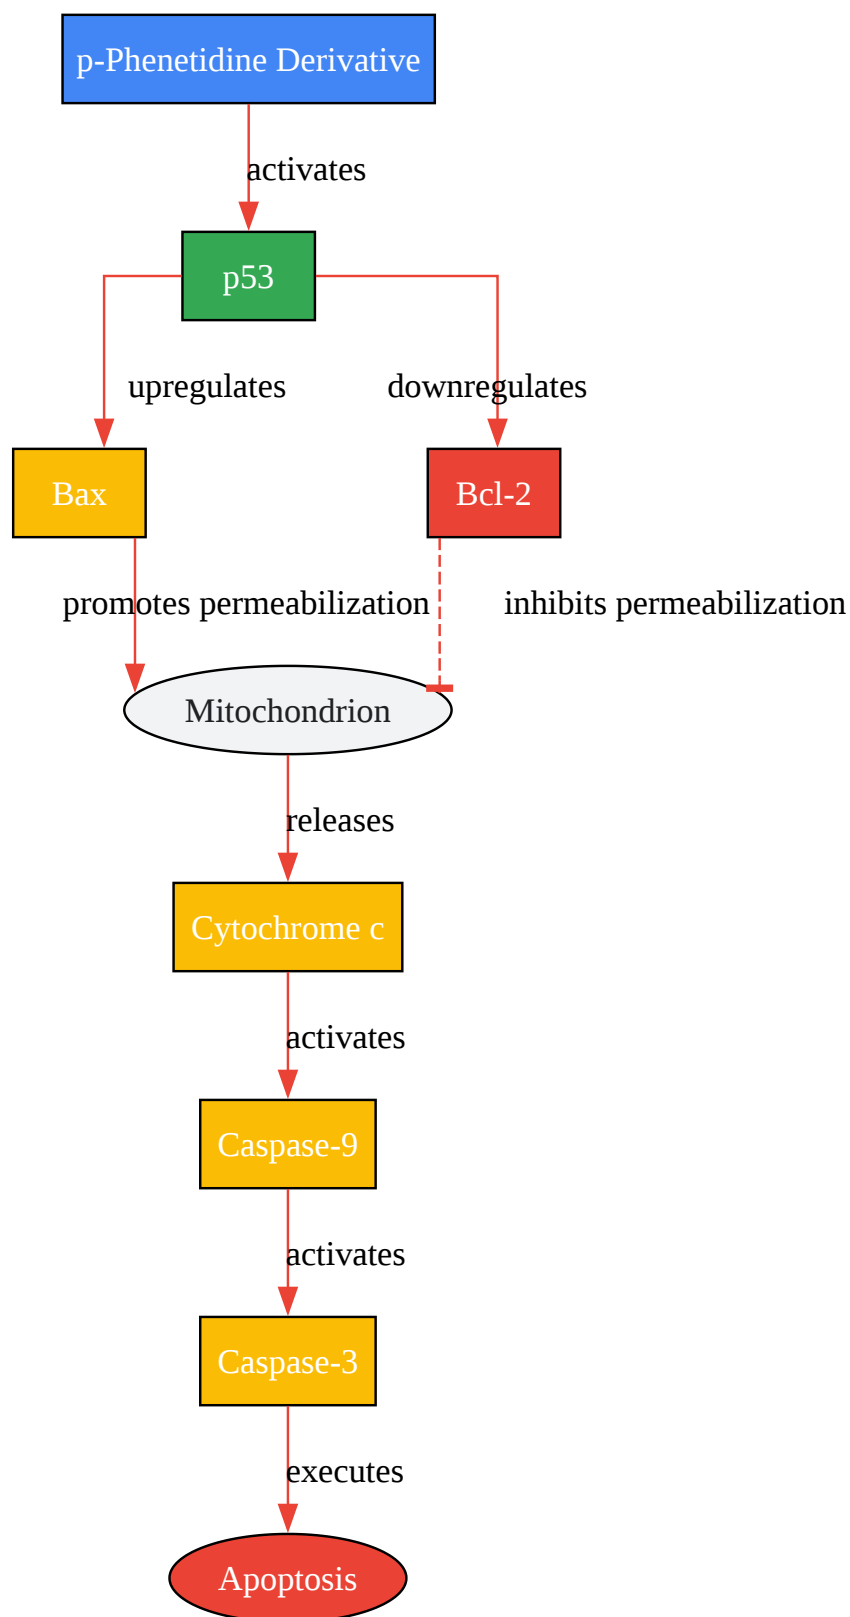 p-Phenetidine Derivative
activates
p53
upregulates
downregulates
Bax
Bcl-2
promotes permeabilization
inhibits permeabilization
Mitochondrion
releases
Cytochrome c
activates
Caspase-9
activates
Caspase-3
executes
Apoptosis